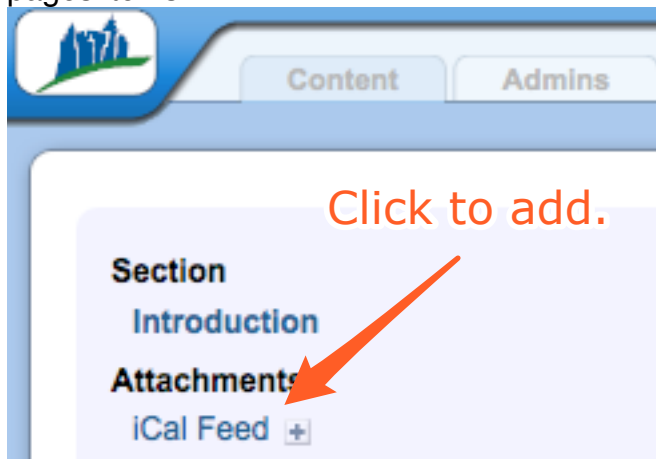 Content Admins
Click to add.
Section
Introduction
Attachments
iCal Feed